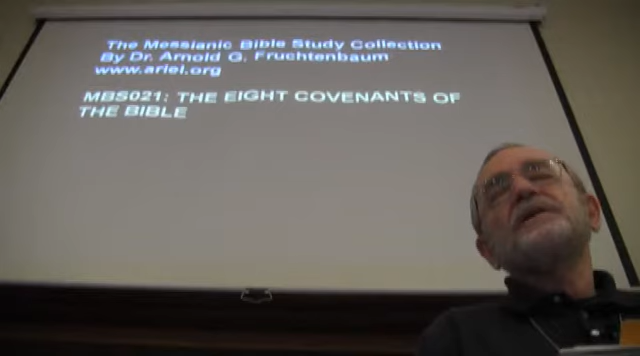 The Messianic Bible Study Collection
By Dr. Arnold G. Fruchtenbaum
www.ariel.org
MBS021: THE EIGHT COVENANTS OF
THE BIBLE